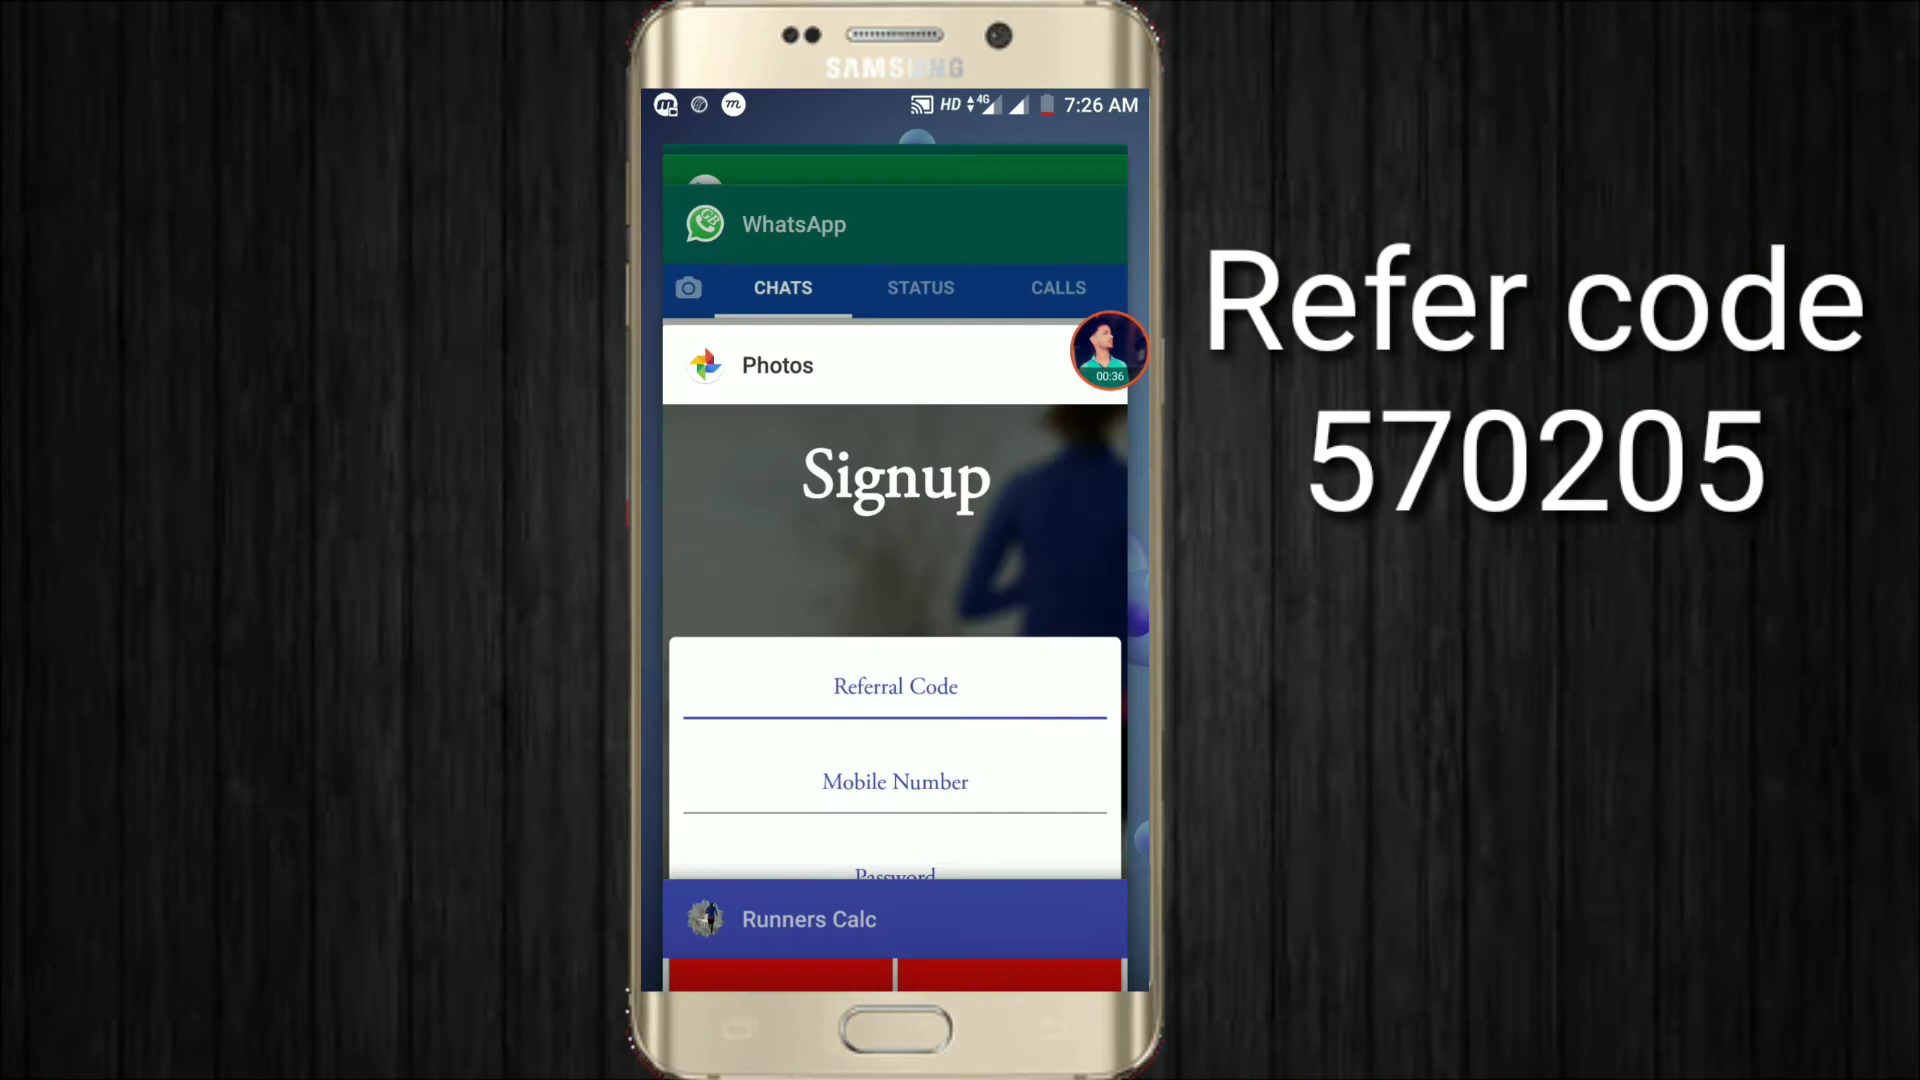 SAMSUNG
HD 4G 7:26 AM
WhatsApp
CHATS STATUS CALLS
Photos
00:36
Signup
Referral Code
Mobile Number
Password
Runners Calc
Refer code
570205